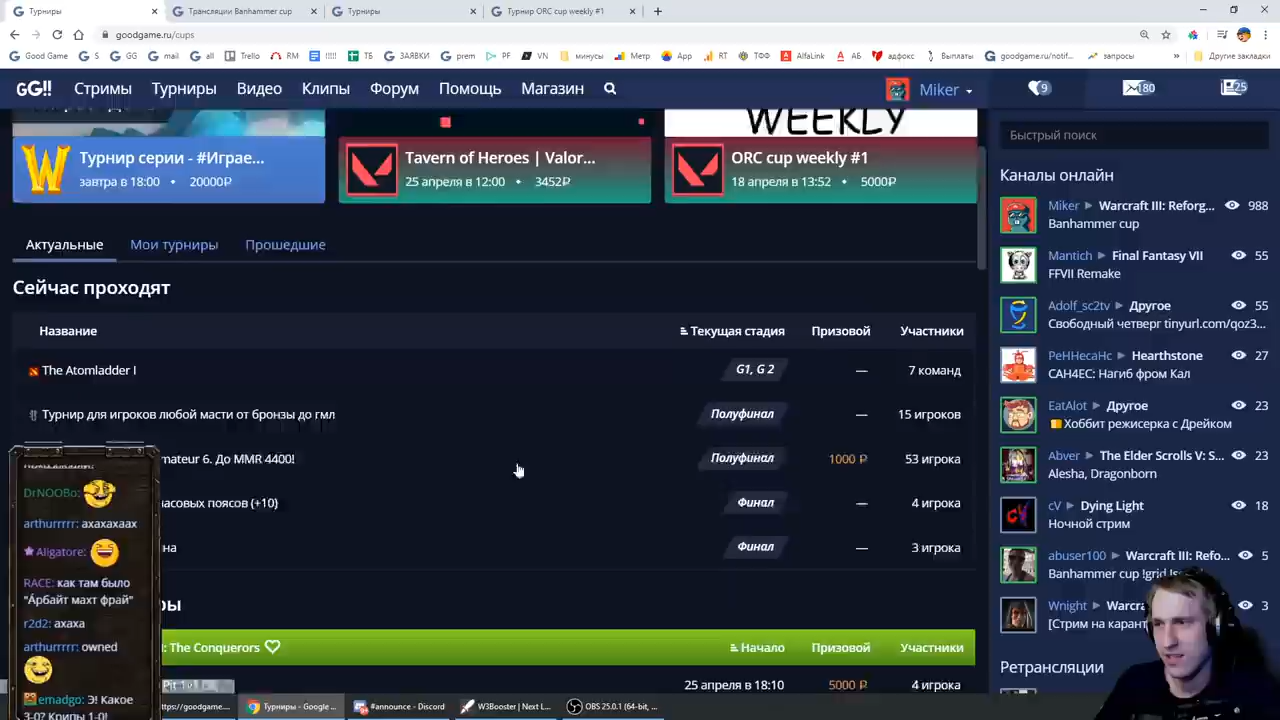 Турниры
Трансляции Banhammer cup
Турниры
Турнир ORC cup weekly #1
goodgame.ru/cups
Good Game
S
GG
mail
all
Trello
RM
ТБ
ЗАЯВКИ
prem
PF
VN
минусы
Метр
App
RT
ТОФ
AlfaLink
АБ
адфокс
Выплаты
goodgame.ru/notif...
запросы
Другие закладки
GG!!
Стримы
Турниры
Видео
Клипы
Форум
Помощь
Магазин
Miker
9
180
25
WEEKLY
Турнир серии - #Играе...
завтра в 18:00 • 20000₽
Tavern of Heroes | Valor...
25 апреля в 12:00 • 3452₽
ORC cup weekly #1
18 апреля в 13:52 • 5000₽
Актуальные
Мои турниры
Прошедшие
Сейчас проходят
Название Текущая стадия Призовой Участники
The Atomladder I G1, G 2 — 7 команд
Турнир для игроков любой масти от бронзы до гмл Полуфинал — 15 игроков
mateur 6. До MMR 4400! Полуфинал 1000 ₽ 53 игрока
часовых поясов (+10) Финал — 4 игрока
на Финал — 3 игрока
ры
: The Conquerors Начало Призовой Участники
25 апреля в 18:10 5000 ₽ 4 игрока
DrNOOBo:
arthurrrrr: ахахахаах
Aligatore:
RACE: как там было
"Áрбайт махт фрай"
r2d2: ахаха
arthurrrrr: owned
emadgo: Э! Какое
3-0? Крипы 1-0!
Быстрый поиск
Каналы онлайн
Miker Warcraft III: Reforg... 988
Banhammer cup
Mantich Final Fantasy VII 55
FFVII Remake
Adolf_sc2tv Другое 55
Свободный четверг tinyurl.com/qoz3...
PeHHecaHc Hearthstone 27
САН4ЕС: Нагиб фром Кал
EatAlot Другое 23
Хоббит режисерка с Дрейком
Abver The Elder Scrolls V: S... 23
Alesha, Dragonborn
cV Dying Light 18
Ночной стрим
abuser100 Warcraft III: Refo... 5
Banhammer cup !grid !s
Wnight Warcra 3
[Стрим на карант
Ретрансляции
https://goodgame...
Турниры - Google ...
#announce - Discord
W3Booster | Next L...
OBS 25.0.1 (64-bit, ...